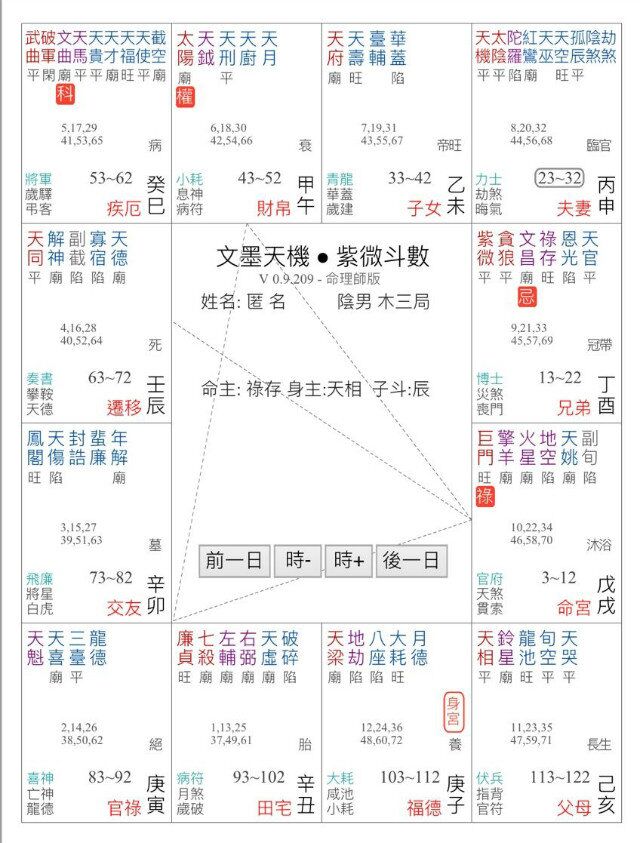 武破文天天天天天截
曲軍曲馬貴才福使空
平閑廟平平廟旺平廟
科
5,17,29
41,53,65
病
將軍
歲驛
弔客
53~62
疾厄
癸巳
太天天天天
陽鉞刑廚月
廟 平
權
6,18,30
42,54,66
衰
小耗
息神
病符
43~52
財帛
甲午
天天臺華
府壽輔蓋
廟旺 陷
7,19,31
43,55,67
帝旺
青龍
華蓋
歲建
33~42
子女
乙未
天太陀紅天天孤陰劫
機陰羅鸞巫空辰煞煞
平平陷廟 旺平
8,20,32
44,56,68
臨官
力士
劫煞
晦氣
23~32
夫妻
丙申
天解副寡天
同神截宿德
平廟陷陷廟
4,16,28
40,52,64
死
奏書
攀鞍
天德
63~72
遷移
壬辰
文墨天機 ● 紫微斗數
V 0.9.209 - 命理師版
姓名: 匿 名 陰男 木三局
命主: 祿存 身主:天相 子斗:辰
前一日 時- 時+ 後一日
紫貪文祿恩天
微狼昌存光官
平平廟旺陷平
忌
9,21,33
45,57,69
冠帶
博士
災煞
喪門
13~22
兄弟
丁酉
鳳天封蜚年
閣傷誥廉解
旺陷 廟
3,15,27
39,51,63
墓
飛廉
將星
白虎
73~82
交友
辛卯
巨擎火地天副
門羊星空姚旬
旺廟廟陷廟陷
祿
10,22,34
46,58,70
沐浴
官府
天煞
貫索
3~12
命宮
戊戌
天天三龍
魁喜臺德
廟平
2,14,26
38,50,62
絕
喜神
亡神
龍德
83~92
官祿
庚寅
廉七左右天破
貞殺輔弼虛碎
旺廟廟廟廟陷
1,13,25
37,49,61
胎
病符
月煞
歲破
93~102
田宅
辛丑
天地八大月
梁劫座耗德
廟陷陷旺
身宮
12,24,36
48,60,72
養
大耗
咸池
小耗
103~112
福德
庚子
天鈴龍旬天
相星池空哭
平廟旺平平
11,23,35
47,59,71
長生
伏兵
指背
官符
113~122
父母
己亥